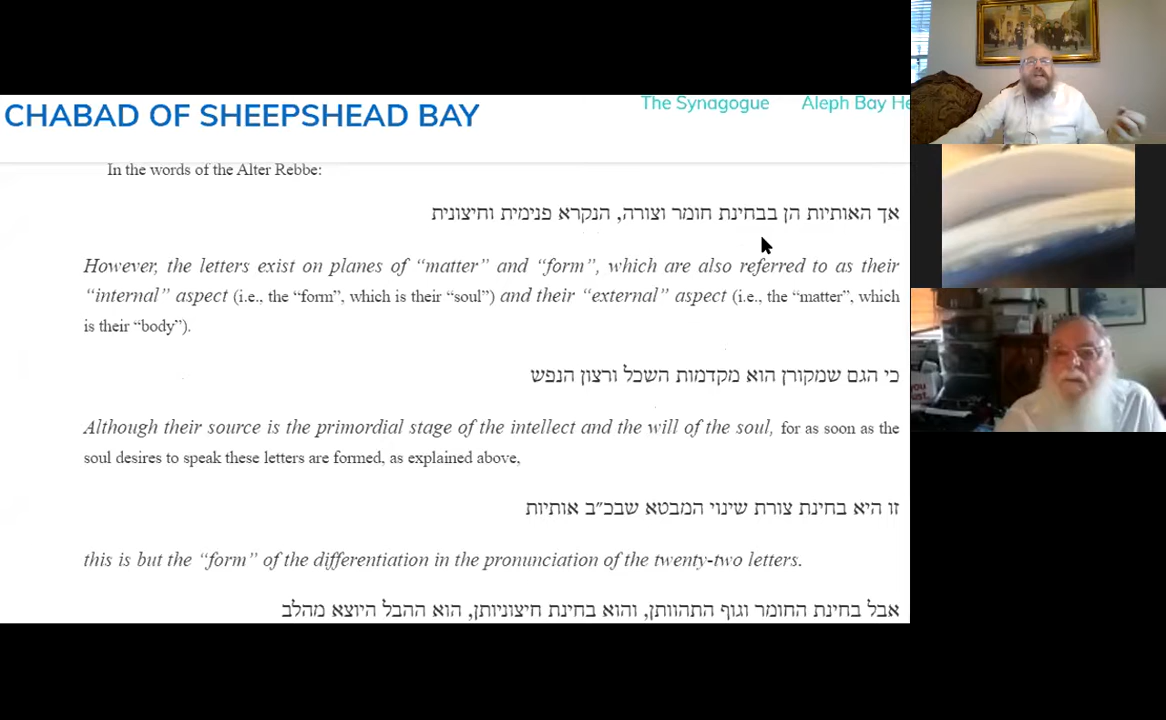 CHABAD OF SHEEPSHEAD BAY
The Synagogue Aleph Bay He
In the words of the Alter Rebbe:
אך האותיות הן בבחינת חומר וצורה, הנקרא פנימית וחיצונית
However, the letters exist on planes of “matter” and “form”, which are also referred to as their
“internal” aspect (i.e., the “form”, which is their “soul”) and their “external” aspect (i.e., the “matter”, which
is their “body”).
כי הגם שמקורן הוא מקדמות השכל ורצון הנפש
Although their source is the primordial stage of the intellect and the will of the soul, for as soon as the
soul desires to speak these letters are formed, as explained above,
זו היא בחינת צורת שינוי המבטא שבכ״ב אותיות
this is but the “form” of the differentiation in the pronunciation of the twenty-two letters.
אבל בחינת החומר וגוף התהוותן, והוא בחינת חיצוניותן, הוא ההבל היוצא מהלב